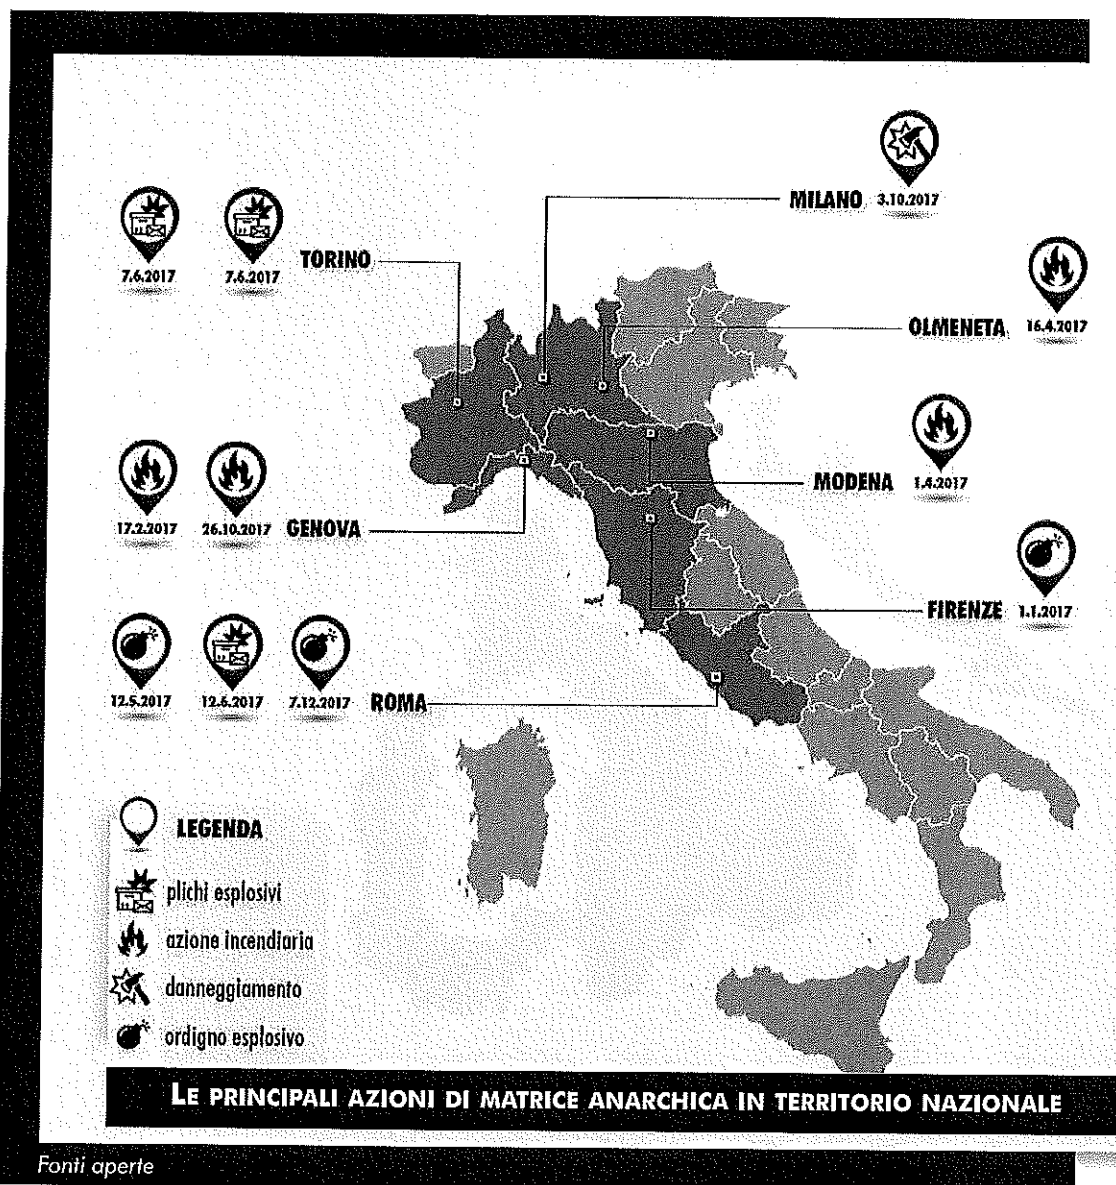 MILANO 3.10.2017
7.6.2017 7.6.2017 TORINO
OLMENETA 16.4.2017
MODENA 1.4.2017
17.2.2017 26.10.2017 GENOVA
FIRENZE 1.1.2017
12.5.2017 12.6.2017 7.12.2017 ROMA
LEGENDA
plichi esplosivi
azione incendiaria
danneggiamento
ordigno esplosivo
LE PRINCIPALI AZIONI DI MATRICE ANARCHICA IN TERRITORIO NAZIONALE
Fonti aperte